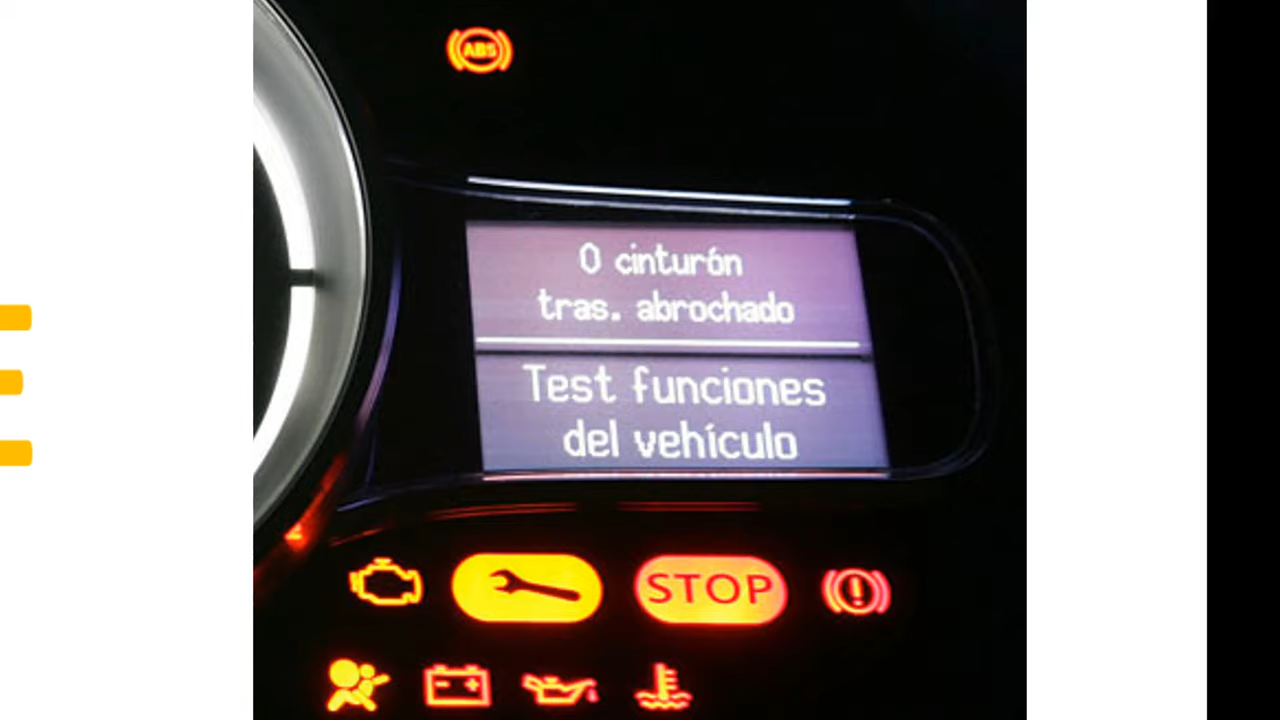 ABS
0 cinturón
tras. abrochado
Test funciones
del vehículo
STOP